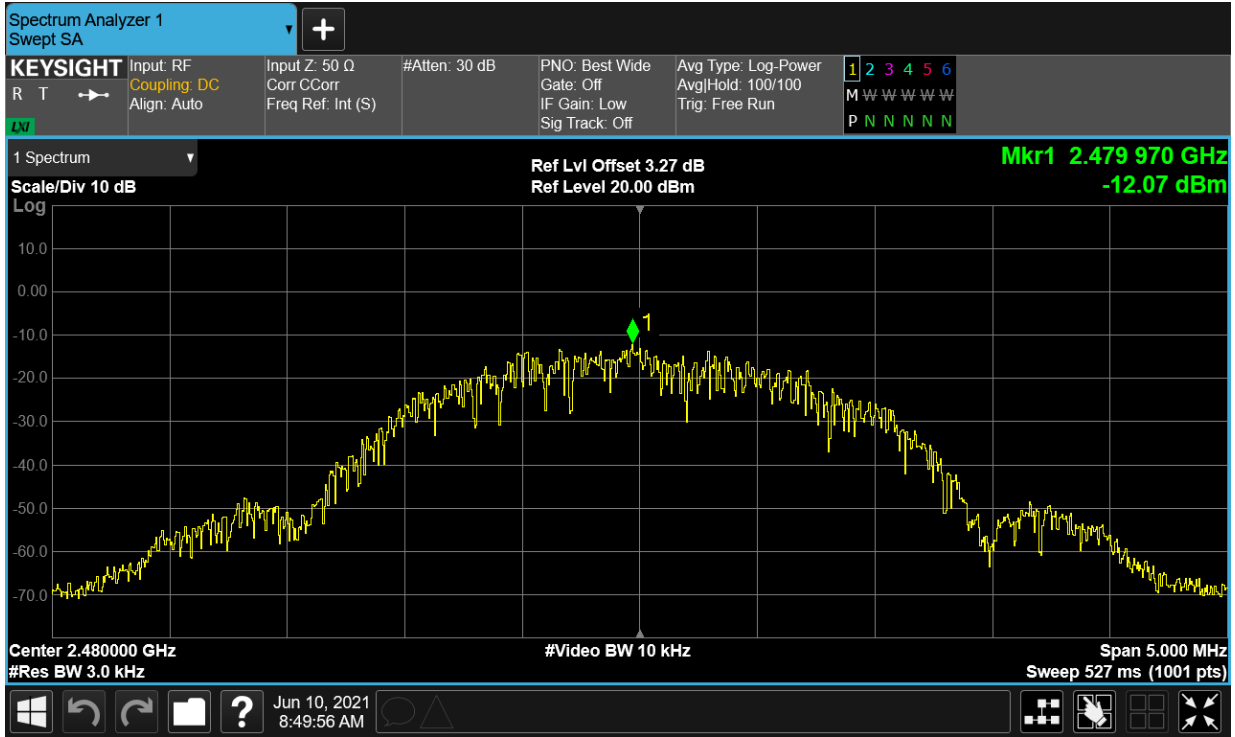 Spectrum Analyzer 1
Swept SA
KEYSIGHT
R T
LXI
Input: RF
Coupling: DC
Align: Auto
Input Z: 50 Ω
Corr CCorr
Freq Ref: Int (S)
#Atten: 30 dB
PNO: Best Wide
Gate: Off
IF Gain: Low
Sig Track: Off
Avg Type: Log-Power
Avg|Hold: 100/100
Trig: Free Run
1 2 3 4 5 6
M W W W W W
P N N N N N
1 Spectrum
Scale/Div 10 dB
Ref Lvl Offset 3.27 dB
Ref Level 20.00 dBm
Mkr1 2.479 970 GHz
-12.07 dBm
Log
10.0
0.00
-10.0
-20.0
-30.0
-40.0
-50.0
-60.0
-70.0
1
Center 2.480000 GHz
#Video BW 10 kHz
Span 5.000 MHz
#Res BW 3.0 kHz
Sweep 527 ms (1001 pts)
?
Jun 10, 2021
8:49:56 AM